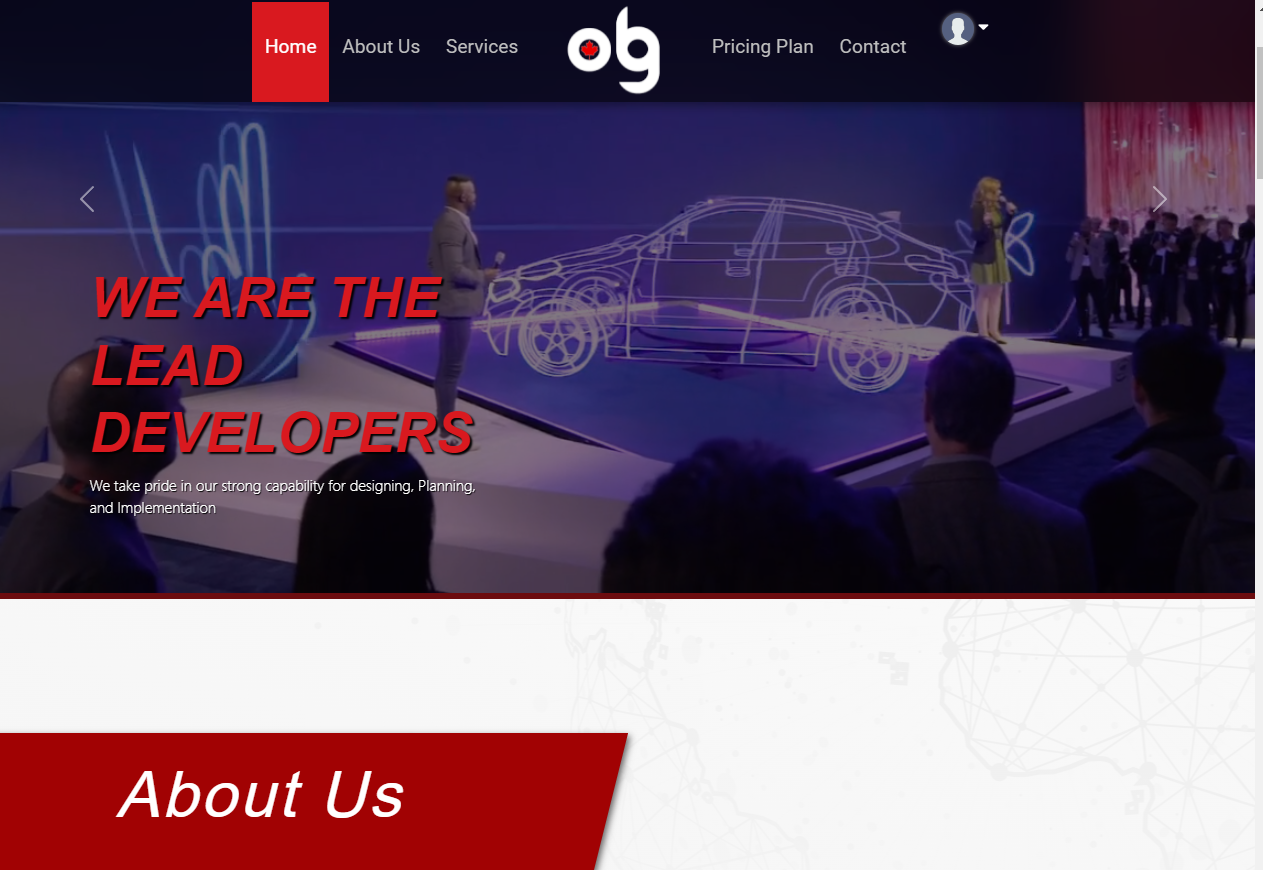 Home About Us Services og Pricing Plan Contact
WE ARE THE
LEAD
DEVELOPERS
We take pride in our strong capability for designing, Planning,
and Implementation
About Us